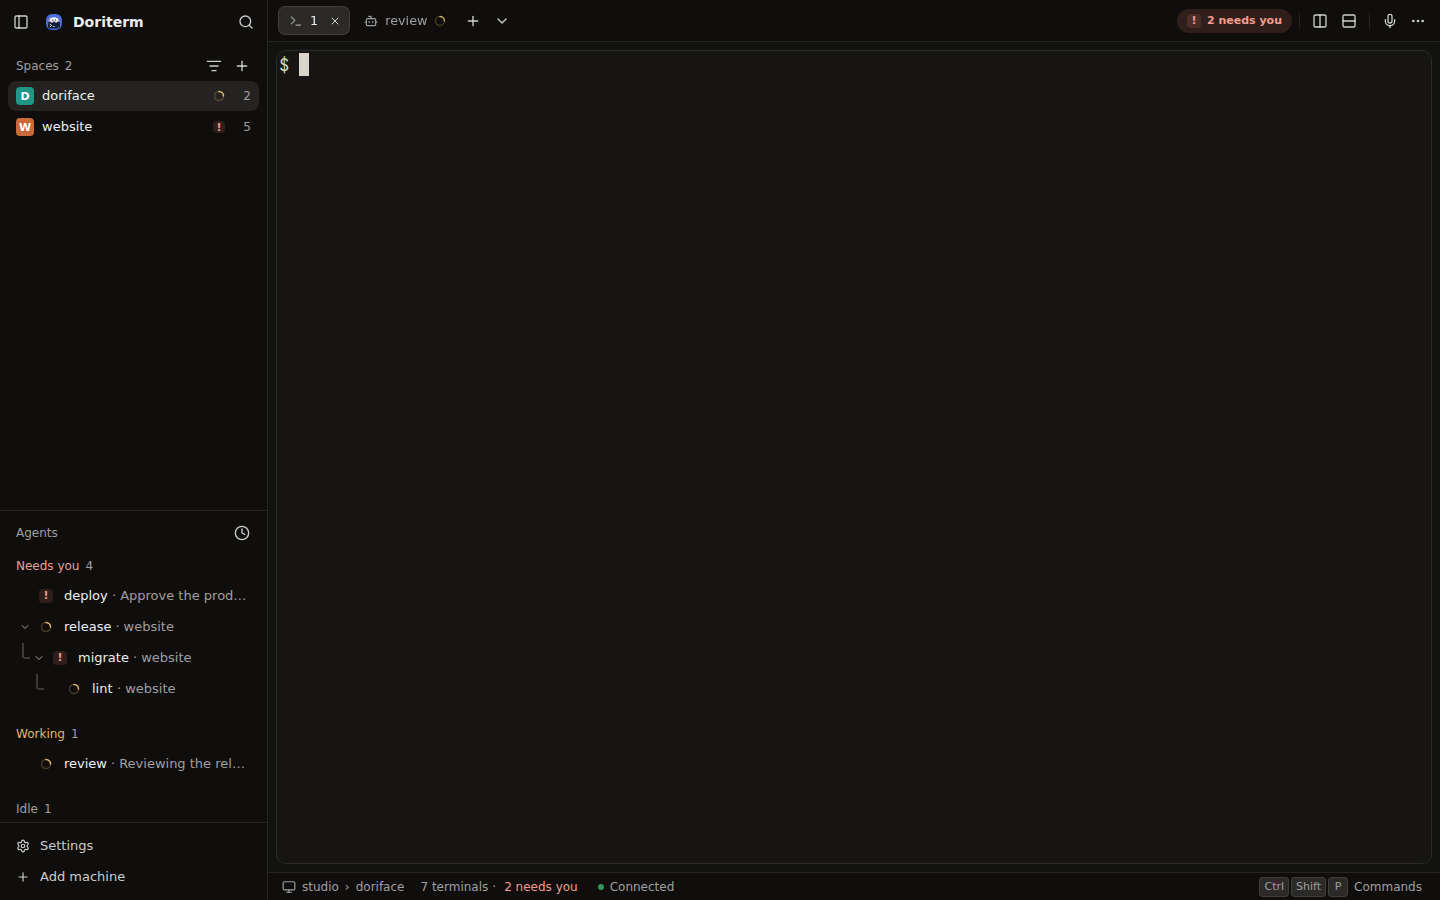 Doriterm
1
review
! 2 needs you
Spaces 2
D doriface 2
W website ! 5
$
Agents
Needs you 4
! deploy · Approve the prod…
release · website
! migrate · website
lint · website
Working 1
review · Reviewing the rel…
Idle 1
Settings
Add machine
studio › doriface 7 terminals · 2 needs you Connected
Ctrl Shift P Commands